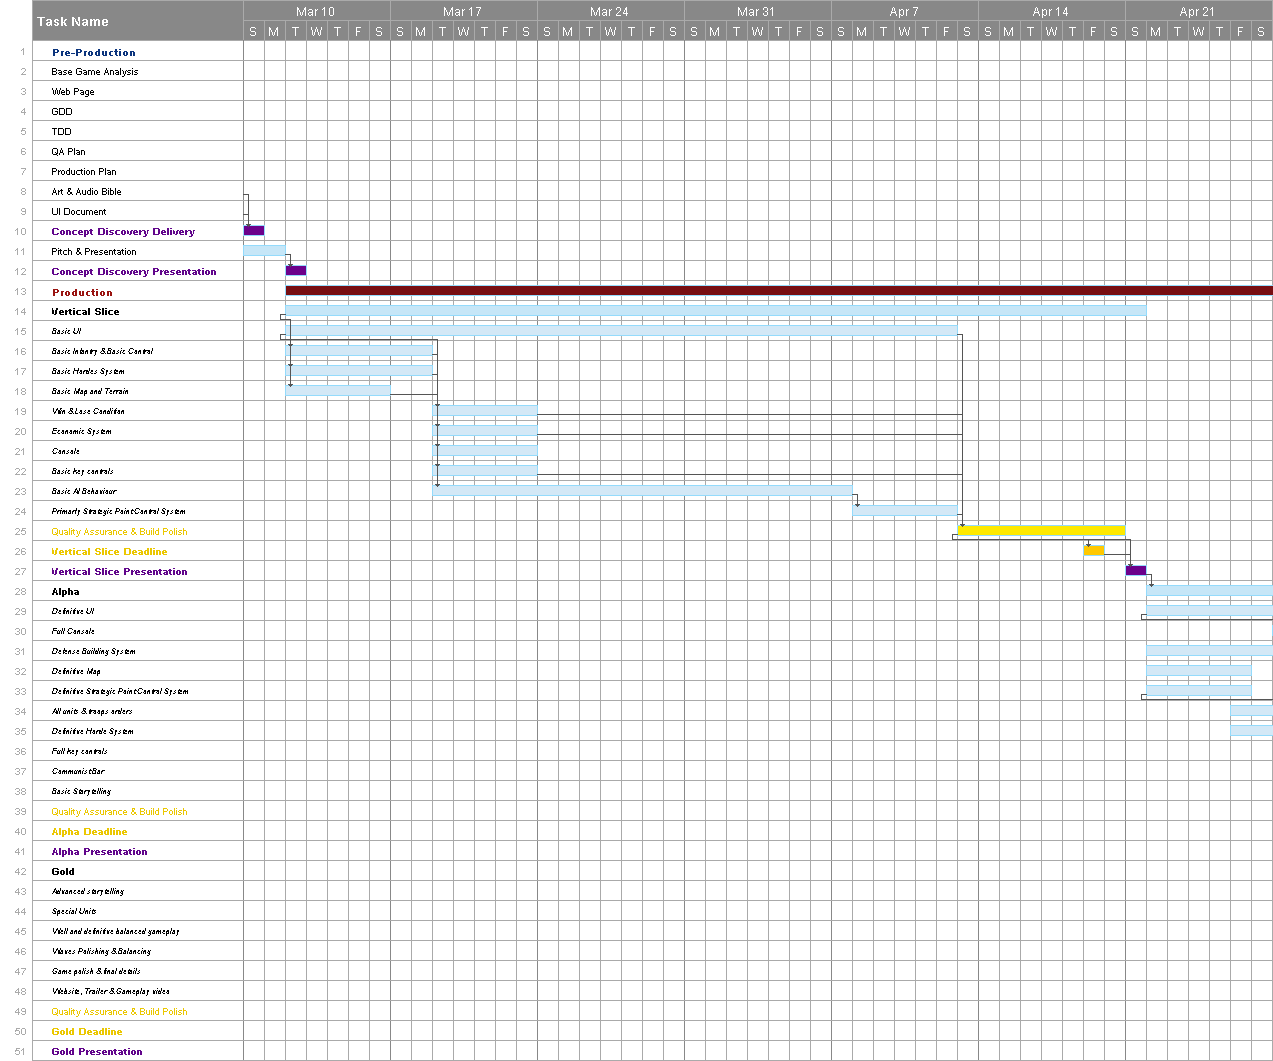 Task Name
Mar 10 Mar 17 Mar 24 Mar 31 Apr 7 Apr 14 Apr 21
S M T W T F S S M T W T F S S M T W T F S S M T W T F S S M T W T F S S M T W T F S S M T W T F S
1 Pre-Production
2 Base Game Analysis
3 Web Page
4 GDD
5 TDD
6 QA Plan
7 Production Plan
8 Art & Audio Bible
9 UI Document
10 Concept Discovery Delivery
11 Pitch & Presentation
12 Concept Discovery Presentation
13 Production
14 Vertical Slice
15 Basic UI
16 Basic Infantry & Basic Control
17 Basic Hordes System
18 Basic Map and Terrain
19 Win & Lose Condition
20 Economic System
21 Console
22 Basic key controls
23 Basic AI Behaviour
24 Primarly Strategic Point Control System
25 Quality Assurance & Build Polish
26 Vertical Slice Deadline
27 Vertical Slice Presentation
28 Alpha
29 Definitive UI
30 Full Console
31 Defense Building System
32 Definitive Map
33 Definitive Strategic Point Control System
34 All units & troops orders
35 Definitive Horde System
36 Full key controls
37 Communist Bar
38 Basic Storytelling
39 Quality Assurance & Build Polish
40 Alpha Deadline
41 Alpha Presentation
42 Gold
43 Advanced storytelling
44 Special Units
45 Well and definitive balanced gameplay
46 Waves Polishing & Balancing
47 Game polish & final details
48 Website, Trailer & Gameplay video
49 Quality Assurance & Build Polish
50 Gold Deadline
51 Gold Presentation